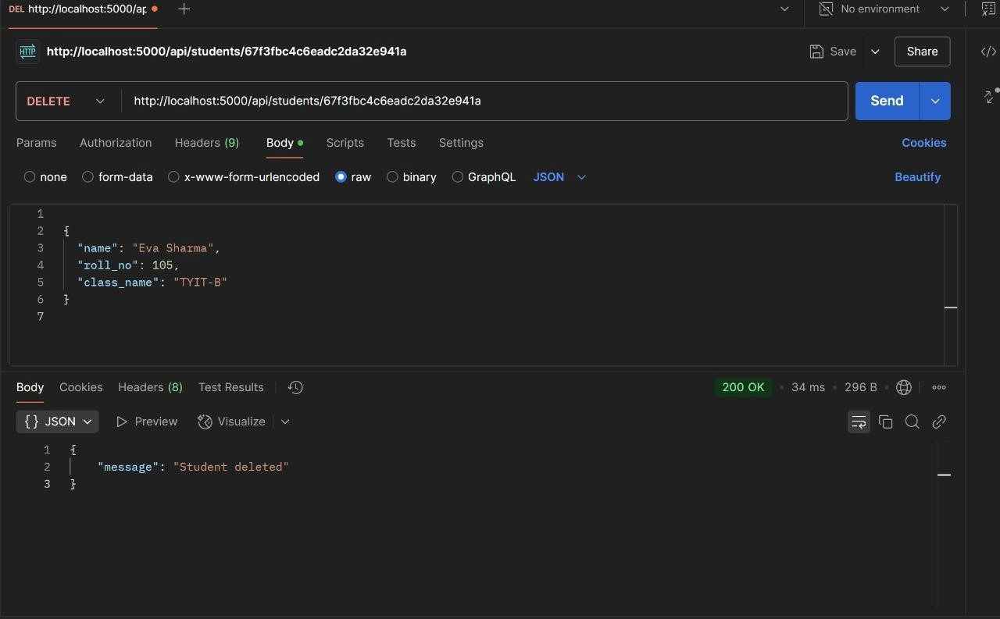 DEL http://localhost:5000/ap
No environment
HTTP http://localhost:5000/api/students/67f3fbc4c6eadc2da32e941a Save Share
DELETE http://localhost:5000/api/students/67f3fbc4c6eadc2da32e941a Send
Params Authorization Headers (9) Body Scripts Tests Settings Cookies
none form-data x-www-form-urlencoded raw binary GraphQL JSON Beautify
1
2 {
3 "name": "Eva Sharma",
4 "roll_no": 105,
5 "class_name": "TYIT-B"
6 }
7
Body Cookies Headers (8) Test Results 200 OK • 34 ms • 296 B •
{} JSON Preview Visualize
1 {
2 "message": "Student deleted"
3 }